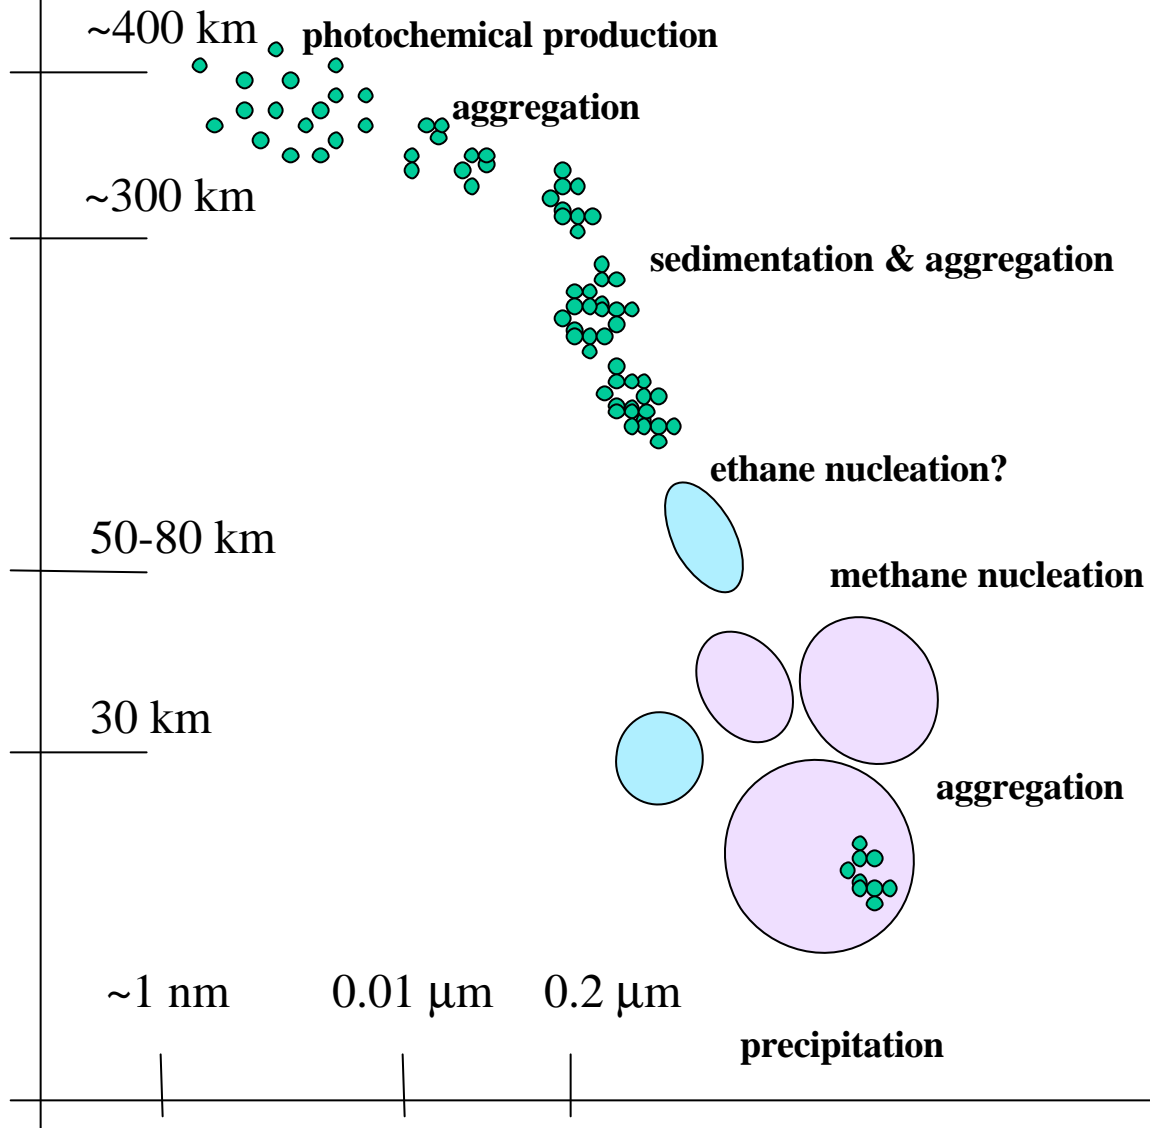 ~400 km
photochemical production
aggregation
~300 km
sedimentation & aggregation
ethane nucleation?
50-80 km
methane nucleation
30 km
aggregation
~1 nm
0.01 μm
0.2 μm
precipitation